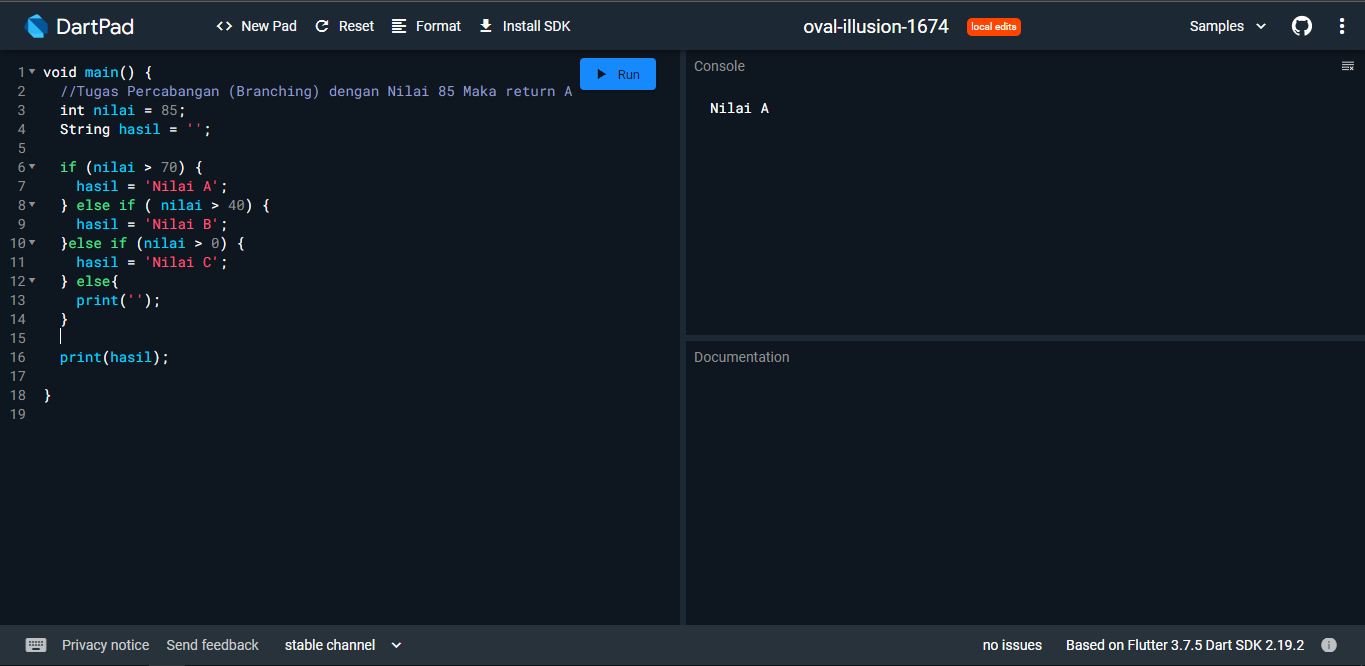 DartPad
<> New Pad Reset Format Install SDK oval-illusion-1674 local edits Samples
1 void main() {
2 //Tugas Percabangan (Branching) dengan Nilai 85 Maka return A
3 int nilai = 85;
4 String hasil = '';
5
6 if (nilai > 70) {
7 hasil = 'Nilai A';
8 } else if ( nilai > 40) {
9 hasil = 'Nilai B';
10 }else if (nilai > 0) {
11 hasil = 'Nilai C';
12 } else{
13 print('');
14 }
15
16 print(hasil);
17
18 }
19
Run
Console
Nilai A
Documentation
Privacy notice Send feedback stable channel no issues Based on Flutter 3.7.5 Dart SDK 2.19.2